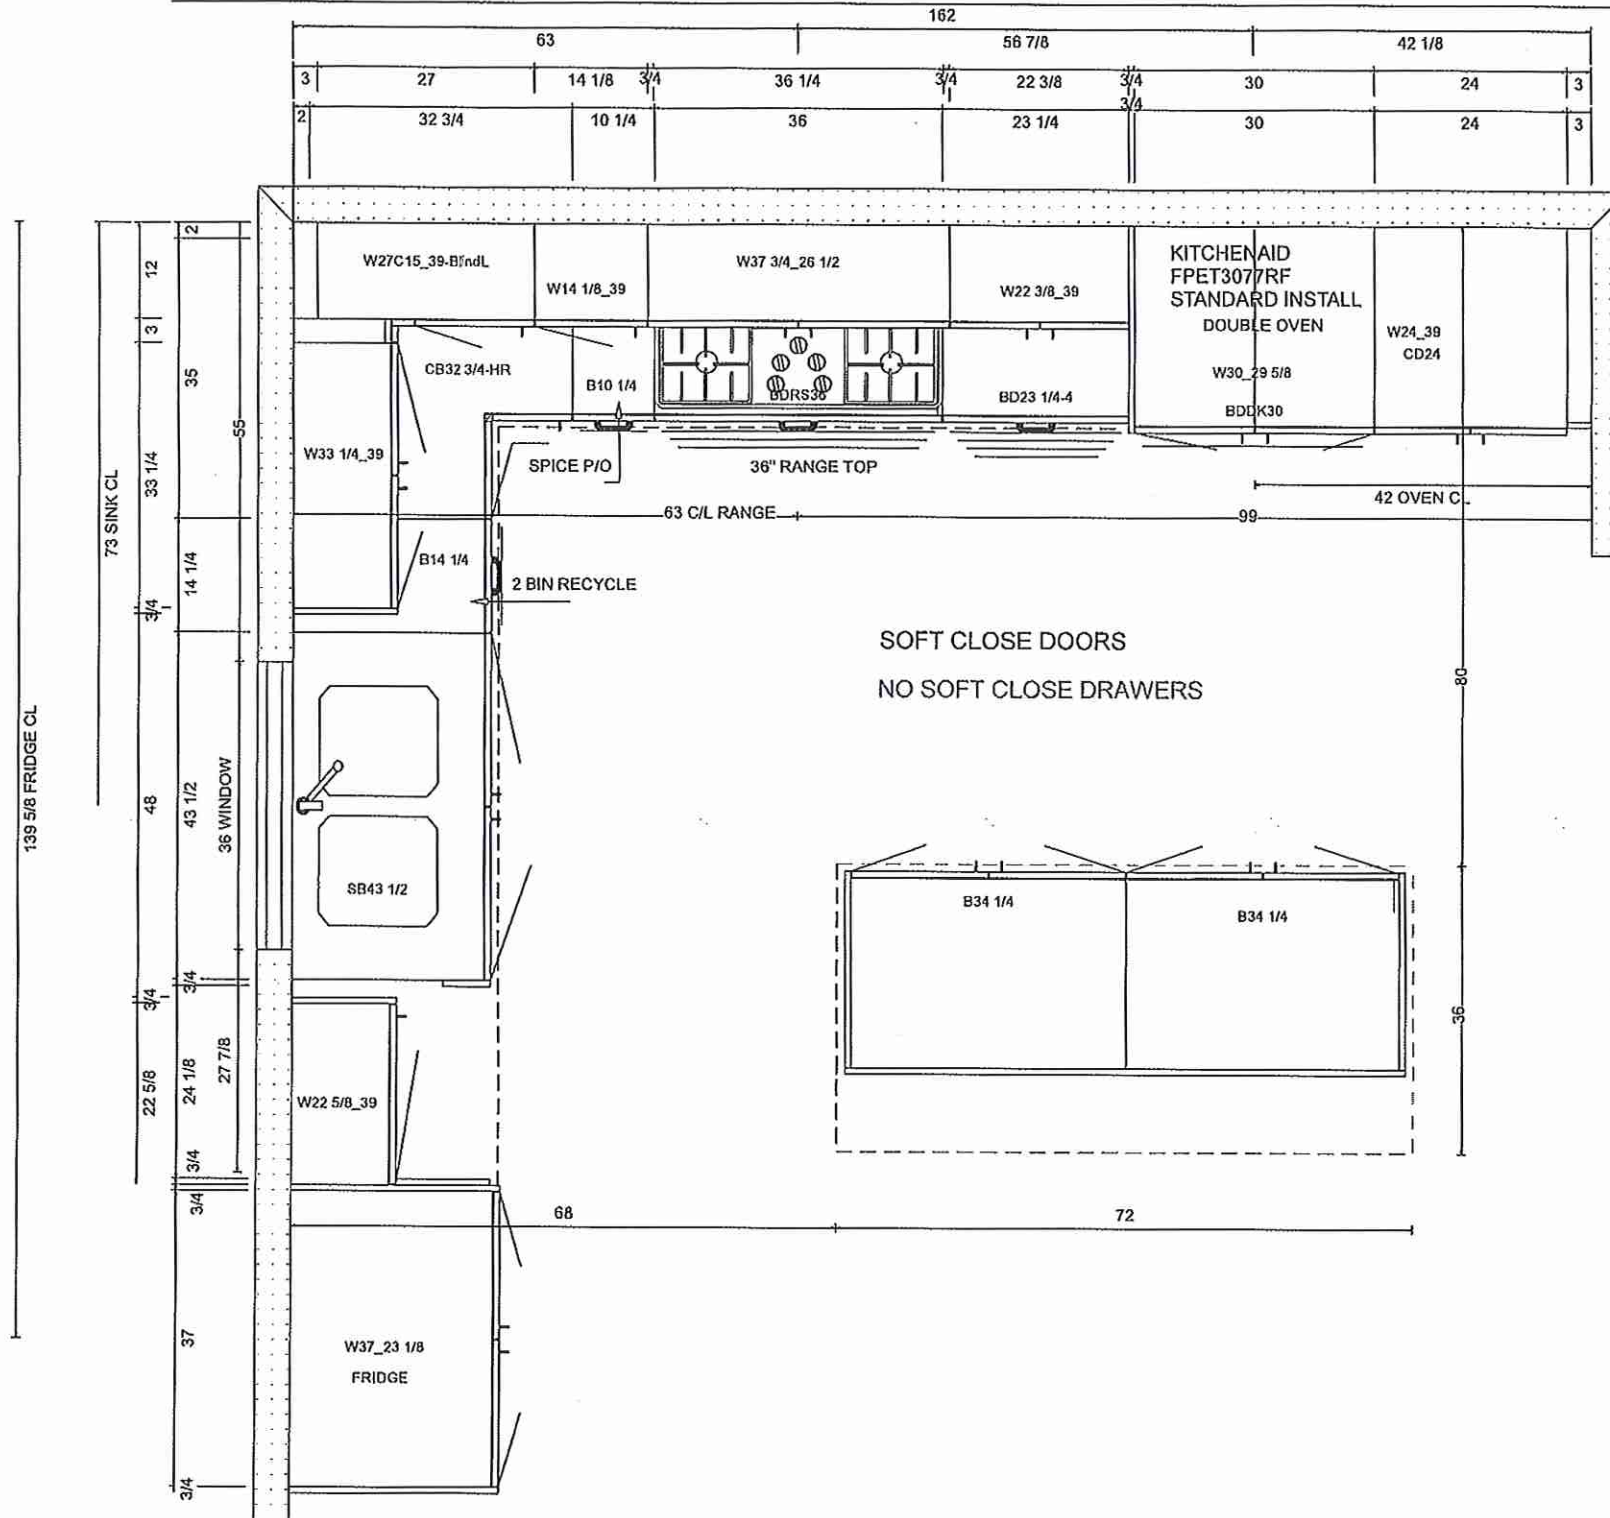 162
63 56 7/8 42 1/8
3 27 14 1/8 3/4 36 1/4 3/4 22 3/8 3/4 30 24 3
3/4
2 32 3/4 10 1/4 36 23 1/4 30 24 3
W27C15_39-BlndL
W14 1/8_39
W37 3/4_26 1/2
W22 3/8_39
KITCHENAID
FPET3077RF
STANDARD INSTALL
DOUBLE OVEN
W30_29 5/8
BDDK30
W24_39
CD24
CB32 3/4-HR
B10 1/4
BDRS36
BD23 1/4-4
W33 1/4_39
SPICE P/O
36" RANGE TOP
42 OVEN CL
63 C/L RANGE
99
B14 1/4
2 BIN RECYCLE
SOFT CLOSE DOORS
NO SOFT CLOSE DRAWERS
80
SB43 1/2
B34 1/4
B34 1/4
36
W22 5/8_39
68
72
W37_23 1/8
FRIDGE
139 5/8 FRIDGE CL
73 SINK CL
12
3
33 1/4
3/4
48
3/4
22 5/8
2
35
14 1/4
43 1/2
3/4
24 1/8
3/4
3/4
37
3/4
55
36 WINDOW
27 7/8